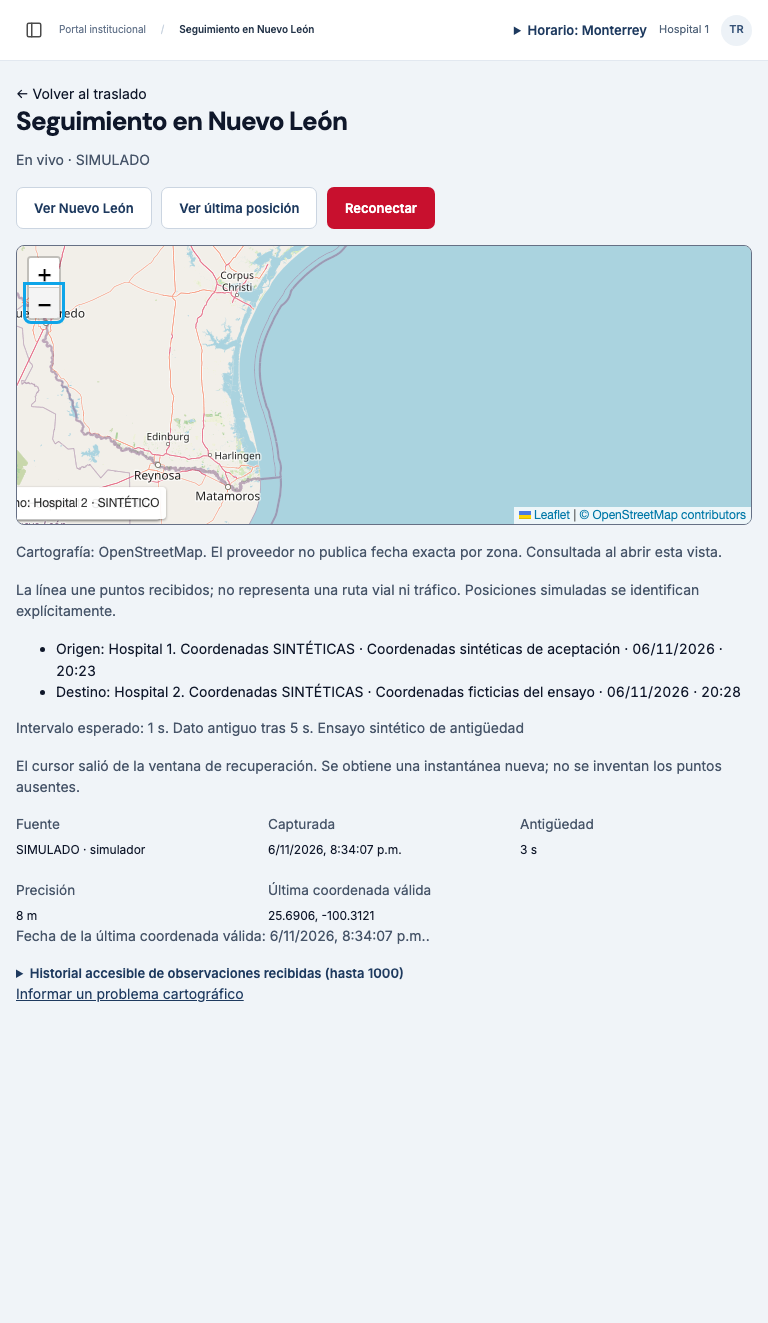 Portal institucional / Seguimiento en Nuevo León
▶ Horario: Monterrey Hospital 1 TR
← Volver al traslado
Seguimiento en Nuevo León
En vivo · SIMULADO
Ver Nuevo León Ver última posición Reconectar
+
−
Corpus
Christi
redo
Edinburg
Harlingen
Reynosa
Matamoros
Hospital 2 · SINTÉTICO
Leaflet | © OpenStreetMap contributors
Cartografía: OpenStreetMap. El proveedor no publica fecha exacta por zona. Consultada al abrir esta vista.
La línea une puntos recibidos; no representa una ruta vial ni tráfico. Posiciones simuladas se identifican
explícitamente.
• Origen: Hospital 1. Coordenadas SINTÉTICAS · Coordenadas sintéticas de aceptación · 06/11/2026 ·
20:23
• Destino: Hospital 2. Coordenadas SINTÉTICAS · Coordenadas ficticias del ensayo · 06/11/2026 · 20:28
Intervalo esperado: 1 s. Dato antiguo tras 5 s. Ensayo sintético de antigüedad
El cursor salió de la ventana de recuperación. Se obtiene una instantánea nueva; no se inventan los puntos
ausentes.
Fuente Capturada Antigüedad
SIMULADO · simulador 6/11/2026, 8:34:07 p.m. 3 s
Precisión Última coordenada válida
8 m 25.6906, -100.3121
Fecha de la última coordenada válida: 6/11/2026, 8:34:07 p.m..
▶ Historial accesible de observaciones recibidas (hasta 1000)
Informar un problema cartográfico